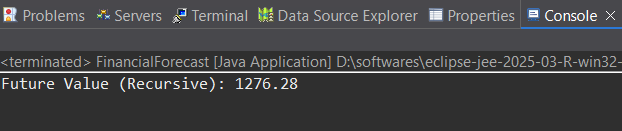 Problems Servers Terminal Data Source Explorer Properties Console
<terminated> FinancialForecast [Java Application] D:\softwares\eclipse-jee-2025-03-R-win32-
Future Value (Recursive): 1276.28